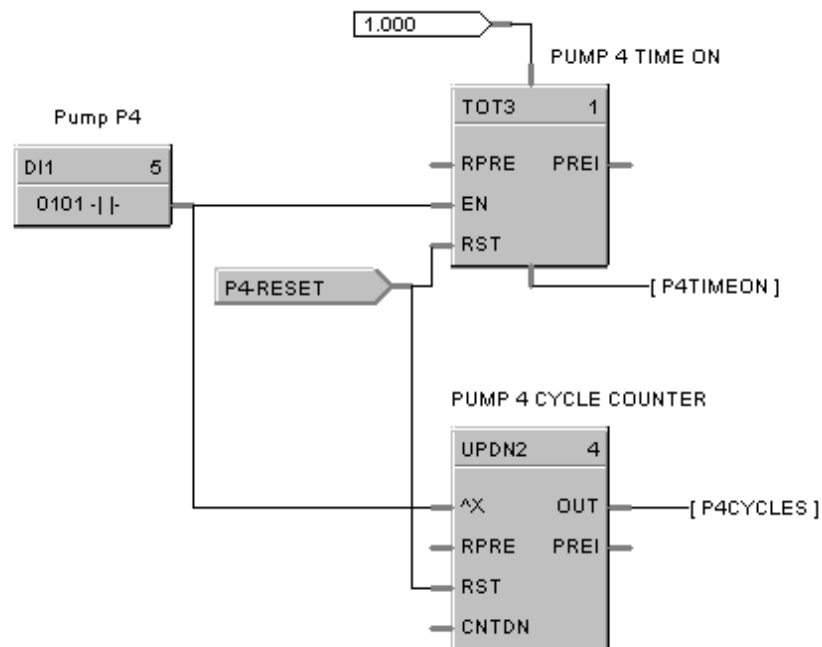 1.000
PUMP 4 TIME ON
TOT3 1
RPRE PREI
EN
RST
[ P4TIMEON ]
Pump P4
DI1 5
0101 -| |-
P4-RESET
PUMP 4 CYCLE COUNTER
UPDN2 4
^X OUT
[ P4CYCLES ]
RPRE PREI
RST
CNTDN